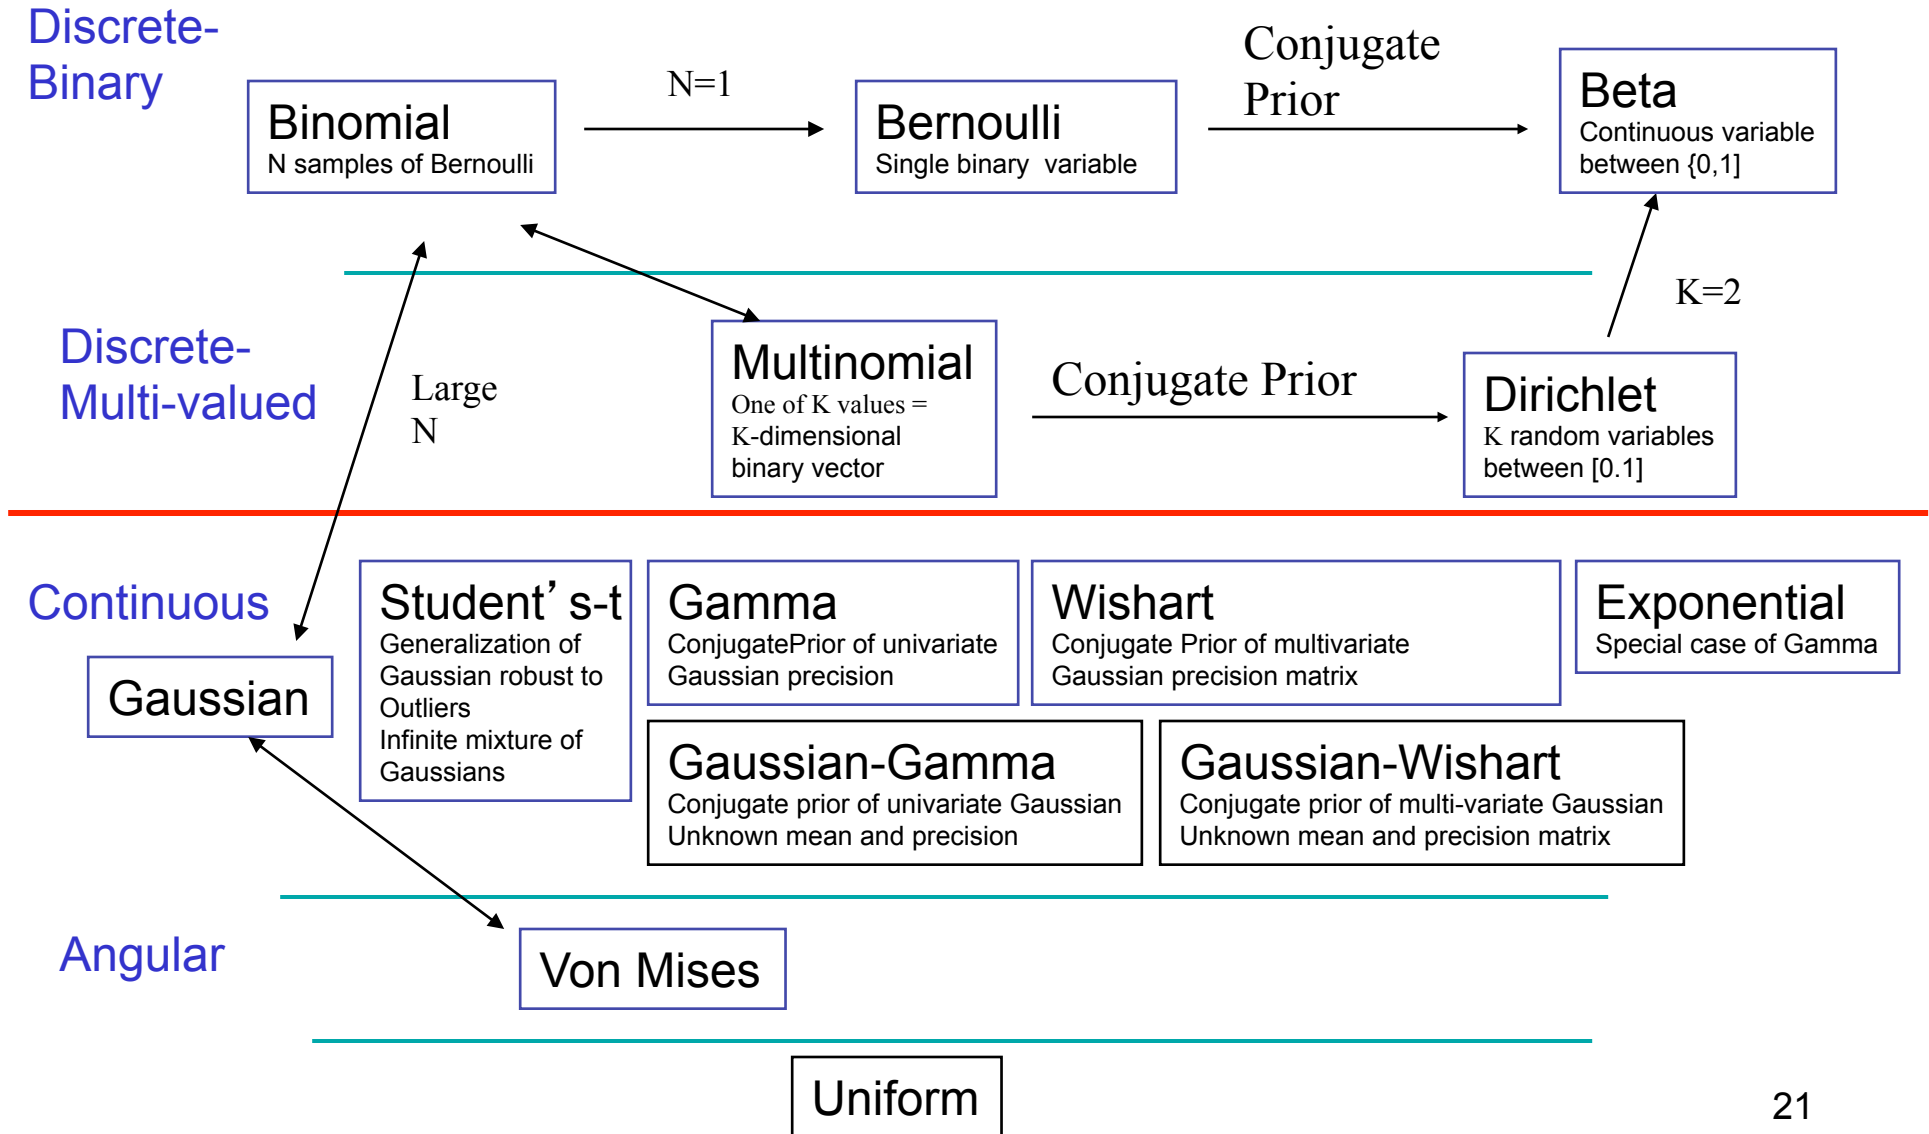 Discrete-
Binary
Binomial
N samples of Bernoulli
N=1
Bernoulli
Single binary variable
Conjugate
Prior
Beta
Continuous variable
between {0,1]
K=2
Discrete-
Multi-valued
Large
N
Multinomial
One of K values =
K-dimensional
binary vector
Conjugate Prior
Dirichlet
K random variables
between [0.1]
Continuous
Gaussian
Student’ s-t
Generalization of
Gaussian robust to
Outliers
Infinite mixture of
Gaussians
Gamma
ConjugatePrior of univariate
Gaussian precision
Wishart
Conjugate Prior of multivariate
Gaussian precision matrix
Exponential
Special case of Gamma
Gaussian-Gamma
Conjugate prior of univariate Gaussian
Unknown mean and precision
Gaussian-Wishart
Conjugate prior of multi-variate Gaussian
Unknown mean and precision matrix
Angular
Von Mises
Uniform
21